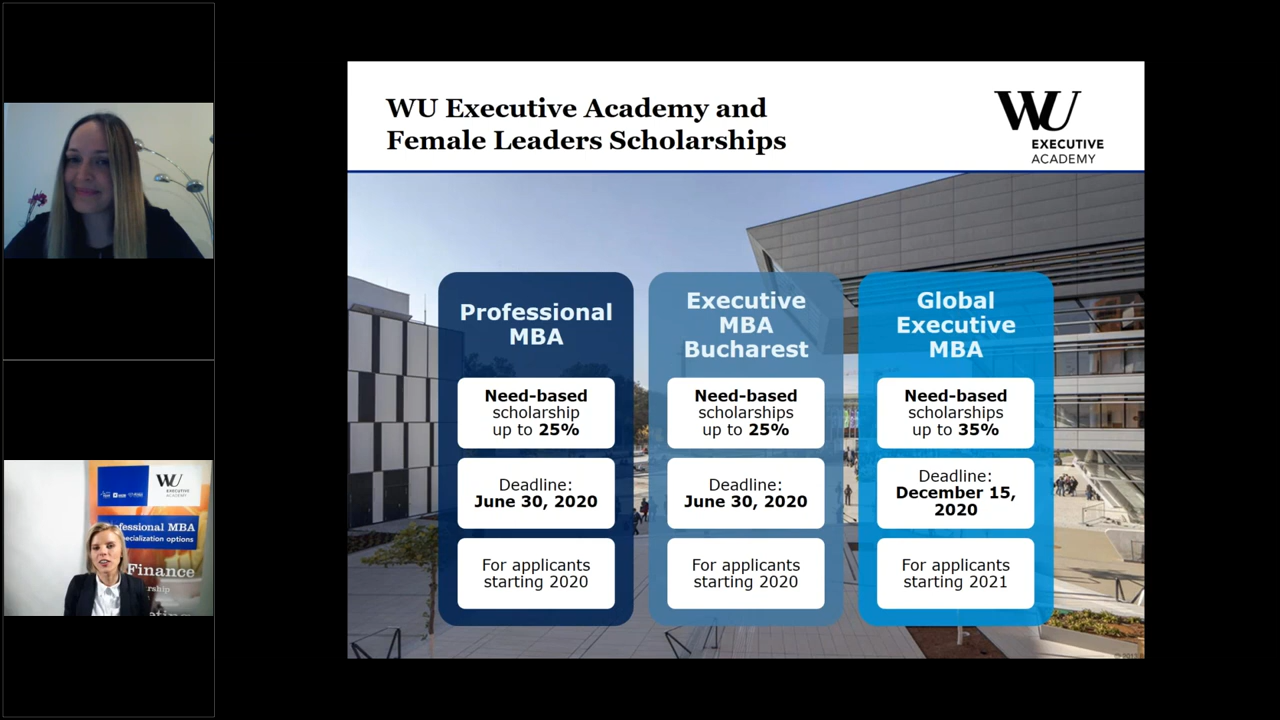 WU Executive Academy and
Female Leaders Scholarships
WU
EXECUTIVE
ACADEMY
Professional
MBA
Need-based
scholarship
up to 25%
Deadline:
June 30, 2020
For applicants
starting 2020
Executive
MBA
Bucharest
Need-based
scholarships
up to 25%
Deadline:
June 30, 2020
For applicants
starting 2020
Global
Executive
MBA
Need-based
scholarships
up to 35%
Deadline:
December 15,
2020
For applicants
starting 2021
WU
EXECUTIVE
ACADEMY
Professional MBA
specialization options
Finance